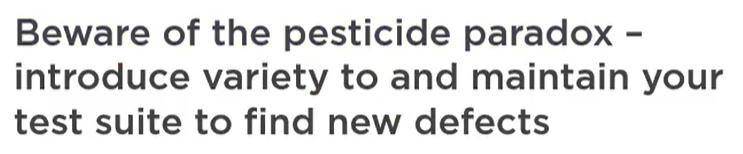 Beware of the pesticide paradox –
introduce variety to and maintain your
test suite to find new defects